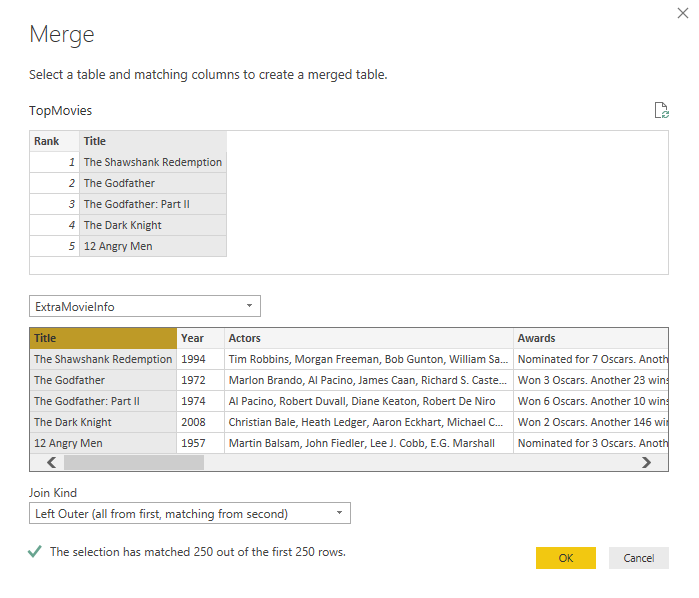 Merge
Select a table and matching columns to create a merged table.
TopMovies
Rank Title
1 The Shawshank Redemption
2 The Godfather
3 The Godfather: Part II
4 The Dark Knight
5 12 Angry Men
ExtraMovieInfo
Title Year Actors Awards
The Shawshank Redemption 1994 Tim Robbins, Morgan Freeman, Bob Gunton, William Sa... Nominated for 7 Oscars. Anoth
The Godfather 1972 Marlon Brando, Al Pacino, James Caan, Richard S. Caste... Won 3 Oscars. Another 23 wins
The Godfather: Part II 1974 Al Pacino, Robert Duvall, Diane Keaton, Robert De Niro Won 6 Oscars. Another 10 wins
The Dark Knight 2008 Christian Bale, Heath Ledger, Aaron Eckhart, Michael C... Won 2 Oscars. Another 146 win
12 Angry Men 1957 Martin Balsam, John Fiedler, Lee J. Cobb, E.G. Marshall Nominated for 3 Oscars. Anoth
Join Kind
Left Outer (all from first, matching from second)
The selection has matched 250 out of the first 250 rows.
OK Cancel